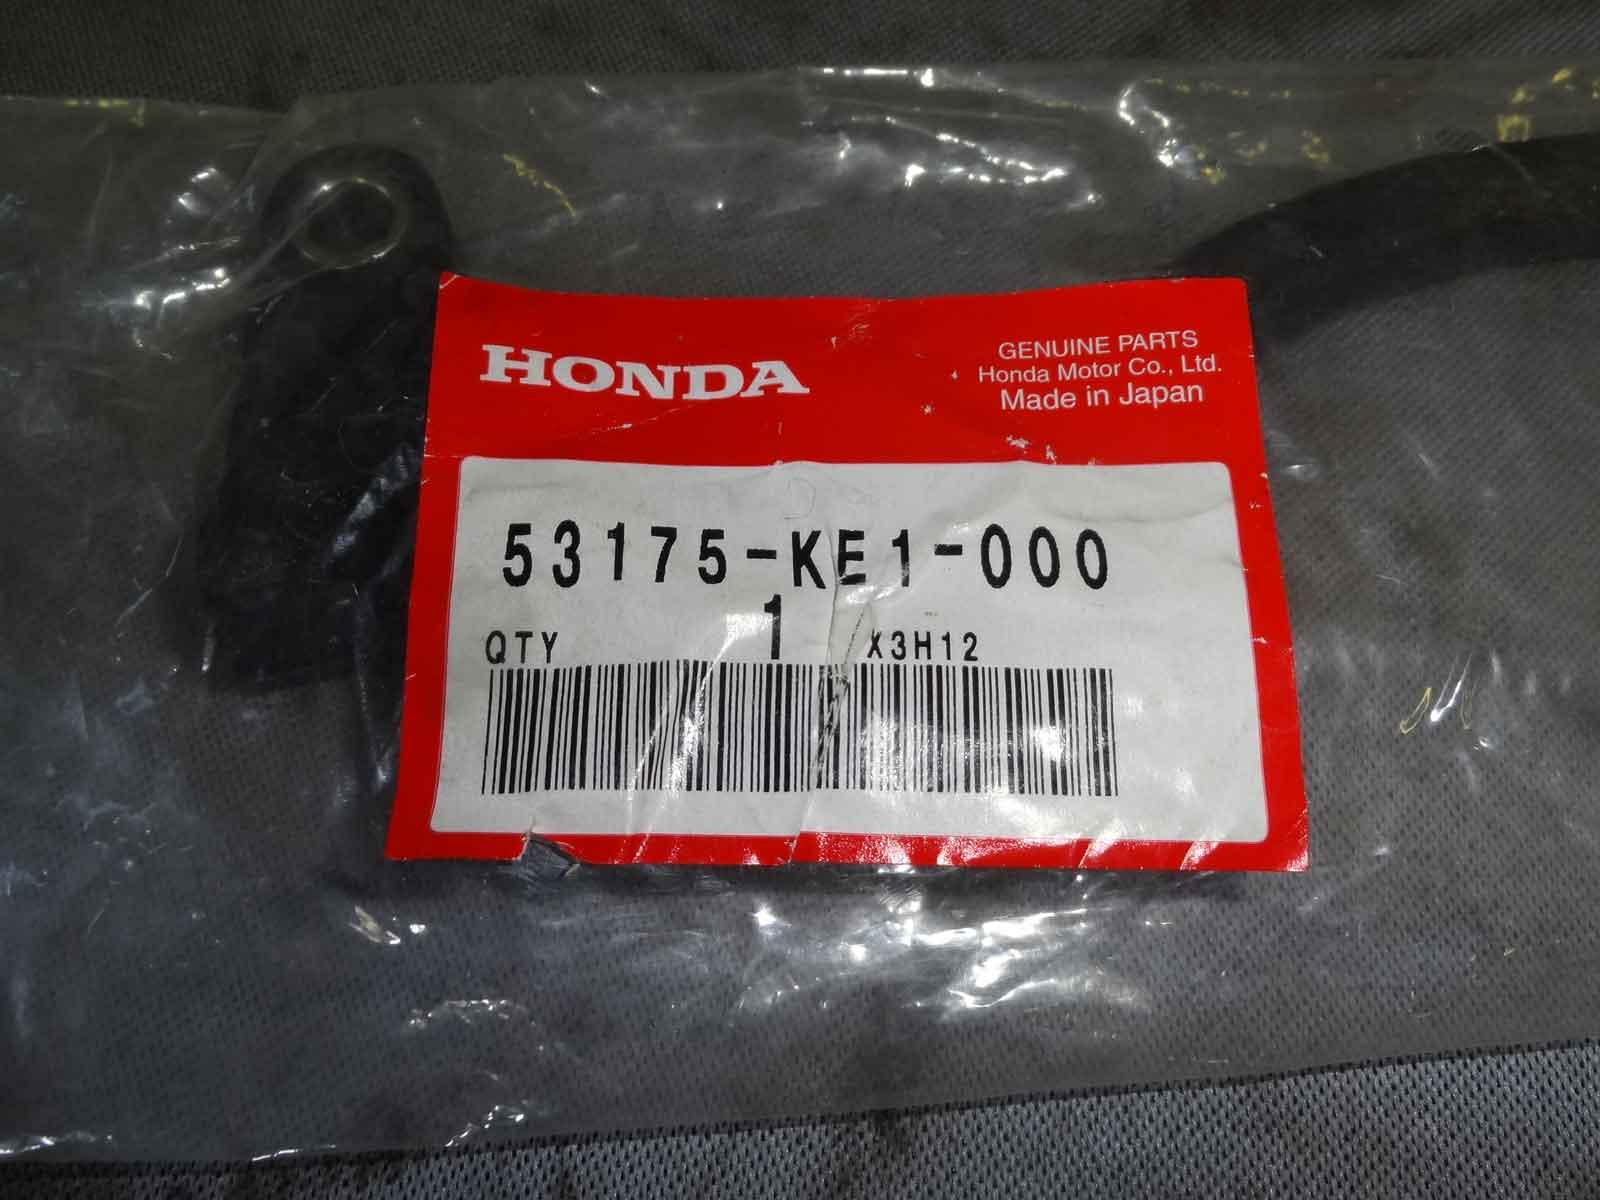 HONDA
GENUINE PARTS
Honda Motor Co., Ltd.
Made in Japan
53175-KE1-000
QTY 1 X3H12